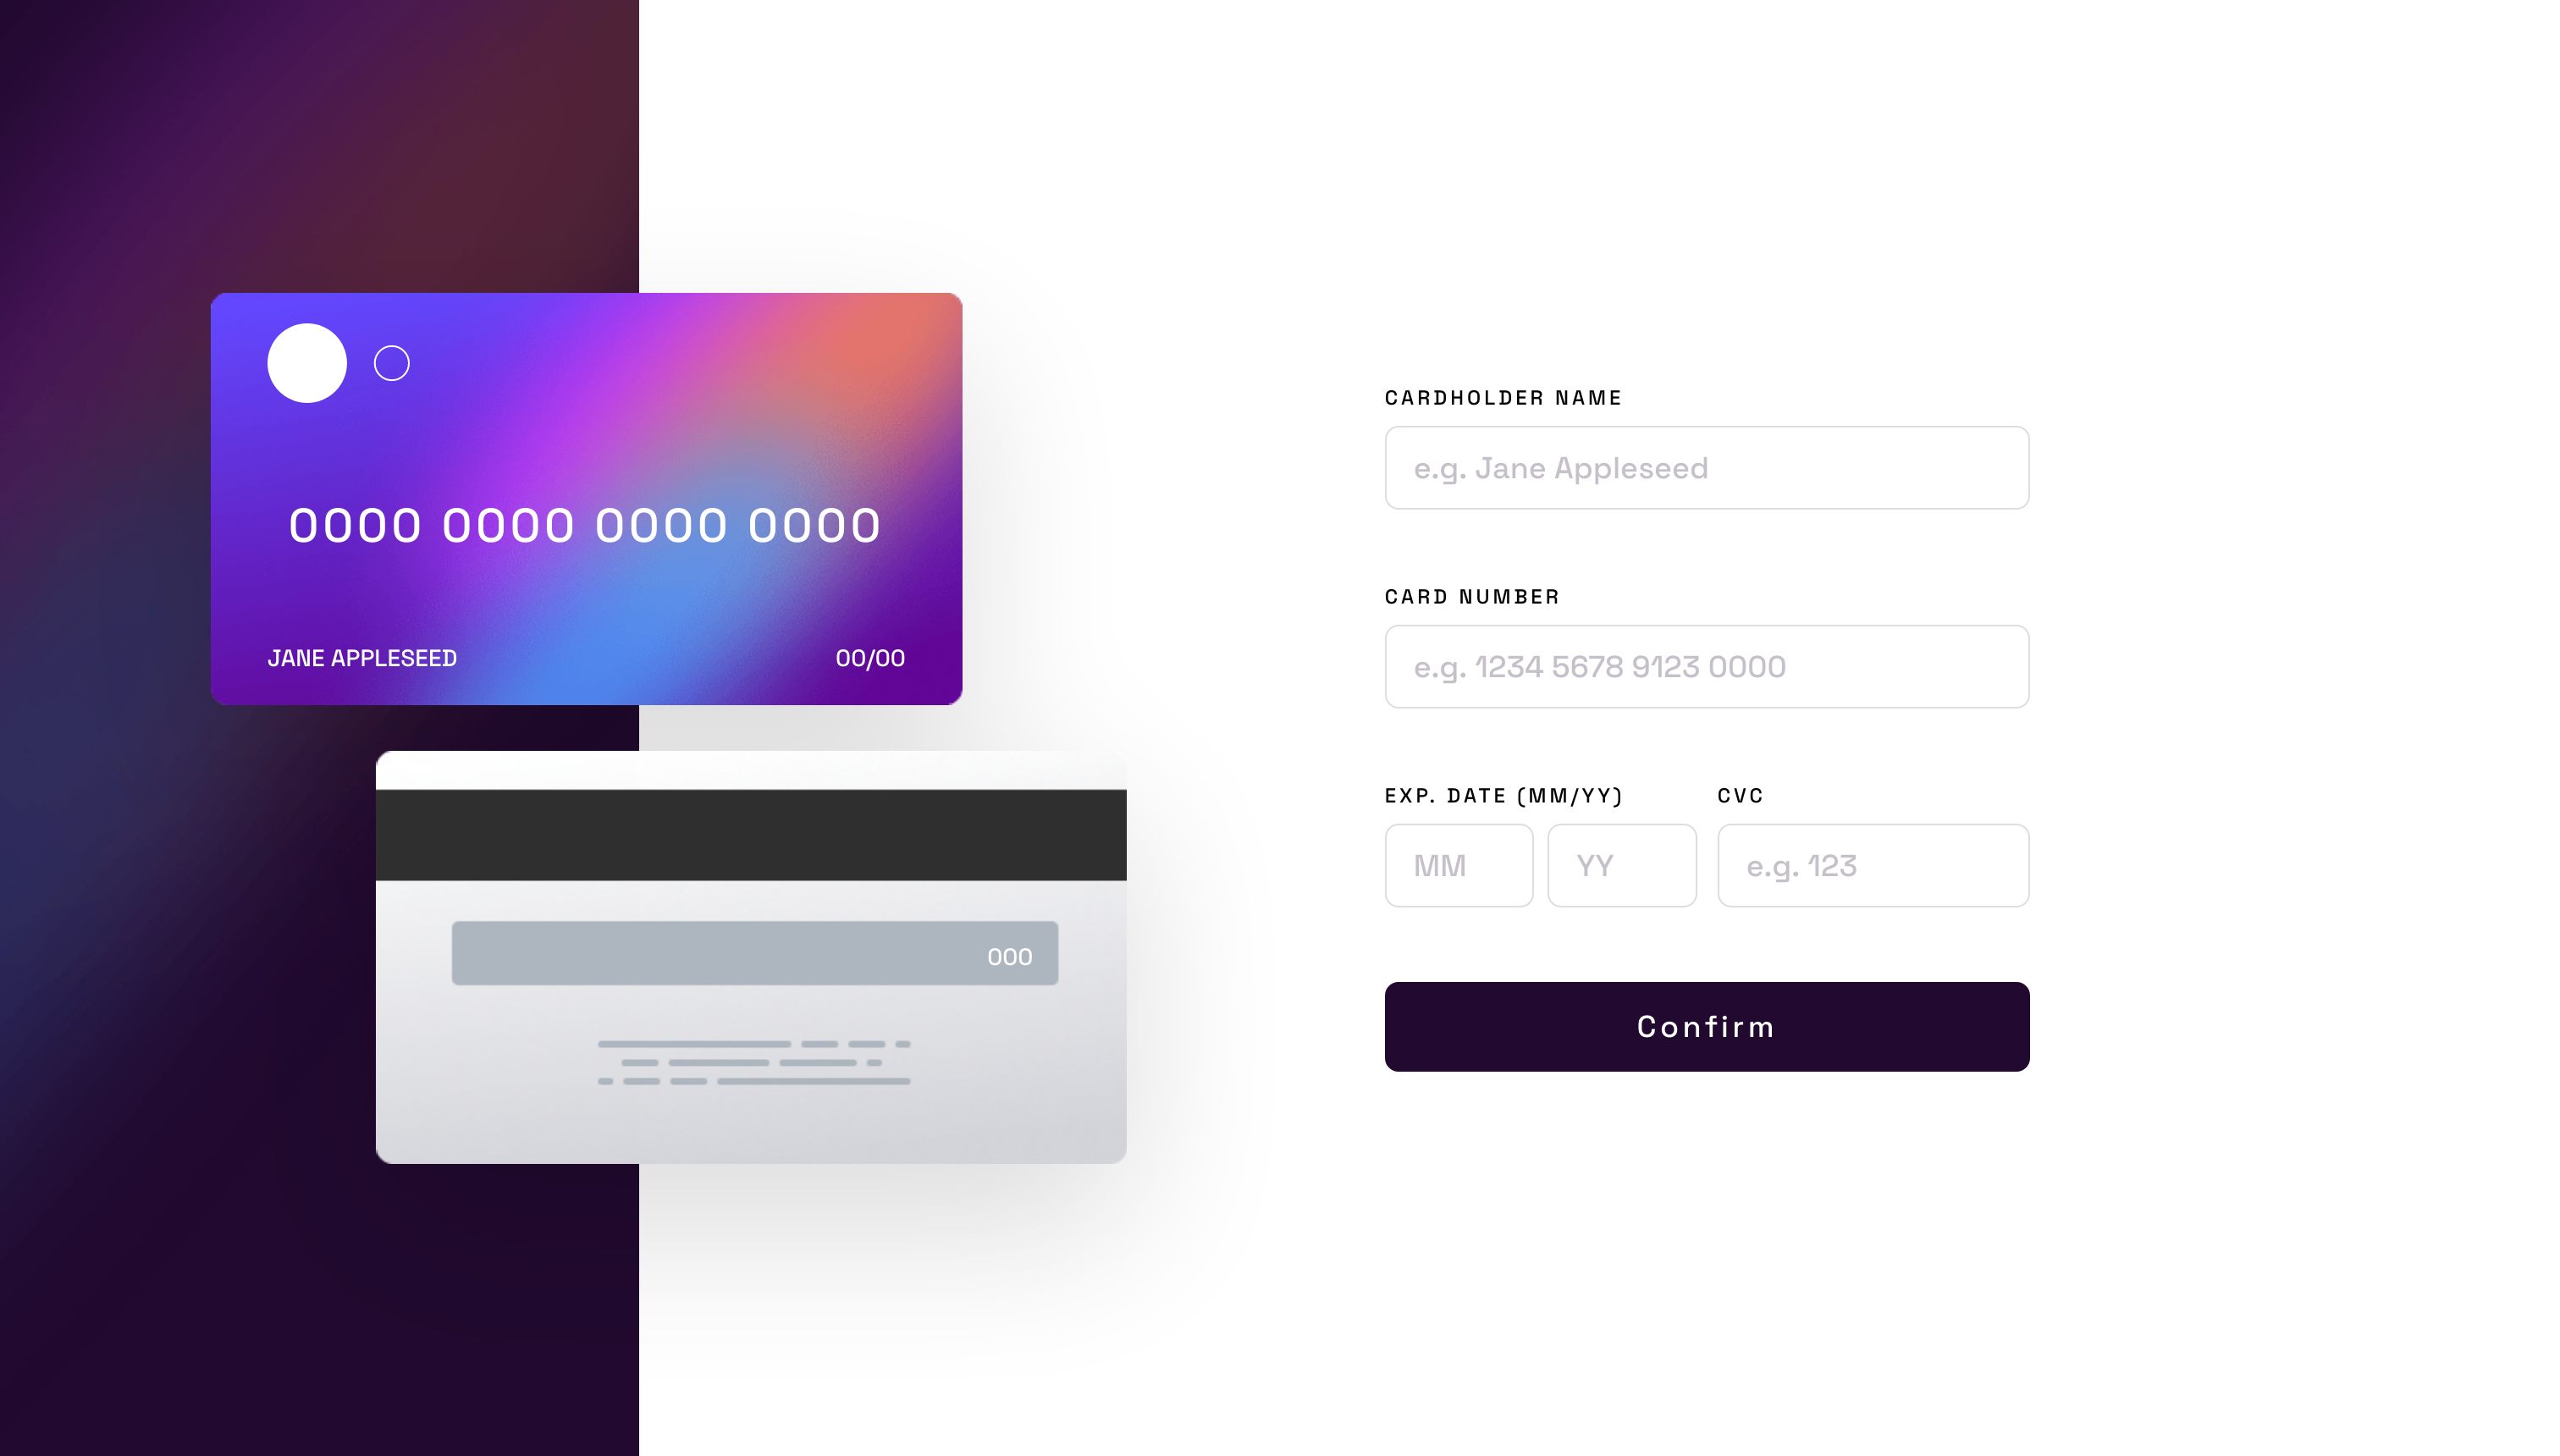 0000 0000 0000 0000
JANE APPLESEED 00/00
000
CARDHOLDER NAME
e.g. Jane Appleseed
CARD NUMBER
e.g. 1234 5678 9123 0000
EXP. DATE (MM/YY) CVC
MM YY e.g. 123
Confirm